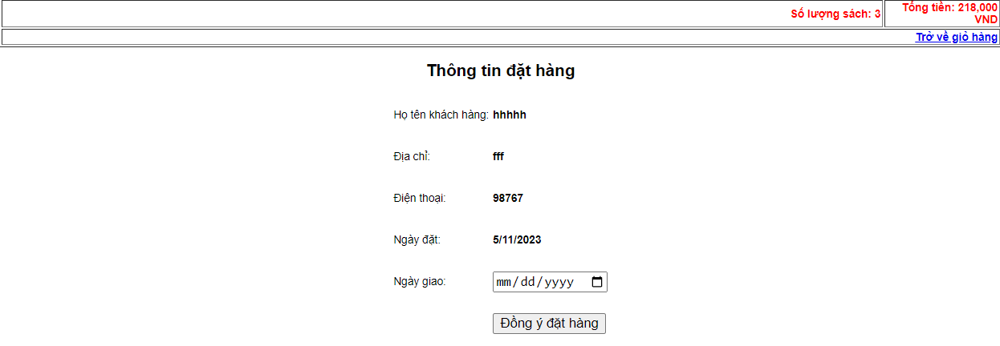 Số lượng sách: 3
Tổng tiền: 218,000
VND
Trở về giỏ hàng
Thông tin đặt hàng
Họ tên khách hàng: hhhhh
Địa chỉ: fff
Điện thoại: 98767
Ngày đặt: 5/11/2023
Ngày giao: mm/dd/yyyy
Đồng ý đặt hàng